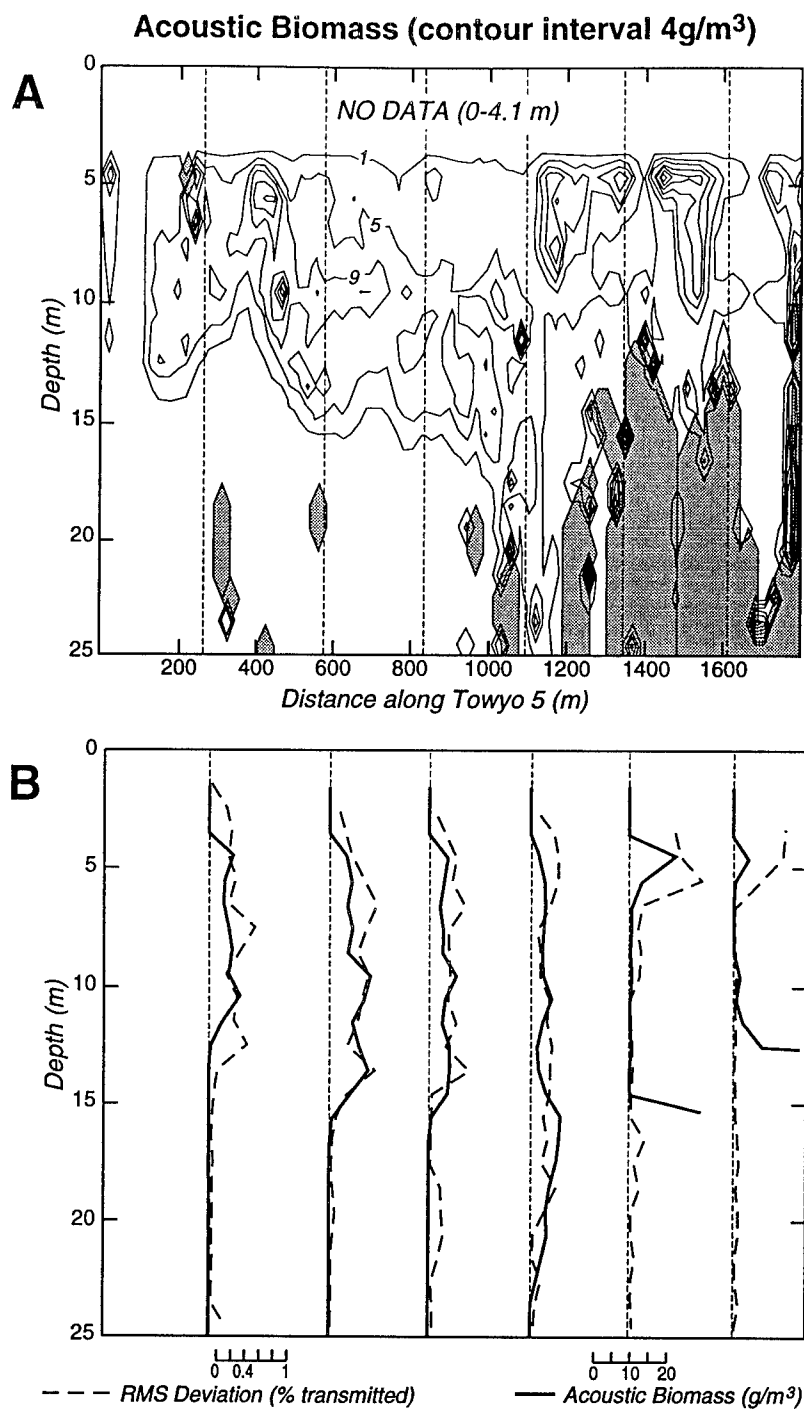 Acoustic Biomass (contour interval 4g/m³)
A
0
5
10
15
20
25
Depth (m)
NO DATA (0-4.1 m)
1
5
9
200 400 600 800 1000 1200 1400 1600
Distance along Towyo 5 (m)
B
0
5
10
15
20
25
Depth (m)
0 0.4 1
0 10 20
RMS Deviation (% transmitted)
Acoustic Biomass (g/m³)